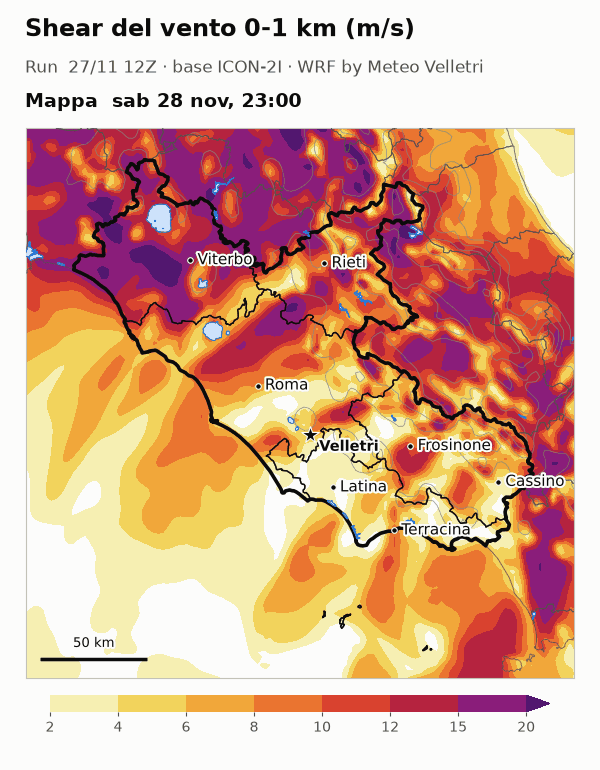 Shear del vento 0-1 km (m/s)
Run  27/11 12Z · base ICON-2I · WRF by Meteo Velletri
Mappa  sab 28 nov, 23:00
Viterbo
Rieti
Roma
Velletri
Frosinone
Latina
Cassino
Terracina
50 km
2 4 6 8 10 12 15 20